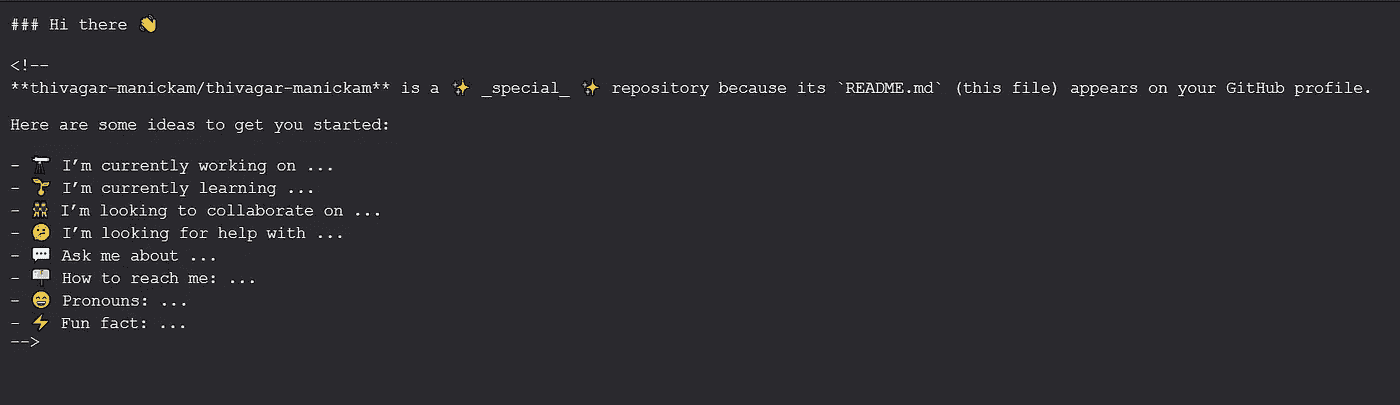 ### Hi there 👋
<!--
**thivagar-manickam/thivagar-manickam** is a ✨ _special_ ✨ repository because its `README.md` (this file) appears on your GitHub profile.
Here are some ideas to get you started:
- 🔭 I’m currently working on ...
- 🌱 I’m currently learning ...
- 👯 I’m looking to collaborate on ...
- 🤔 I’m looking for help with ...
- 💬 Ask me about ...
- 📫 How to reach me: ...
- 😄 Pronouns: ...
- ⚡ Fun fact: ...
-->